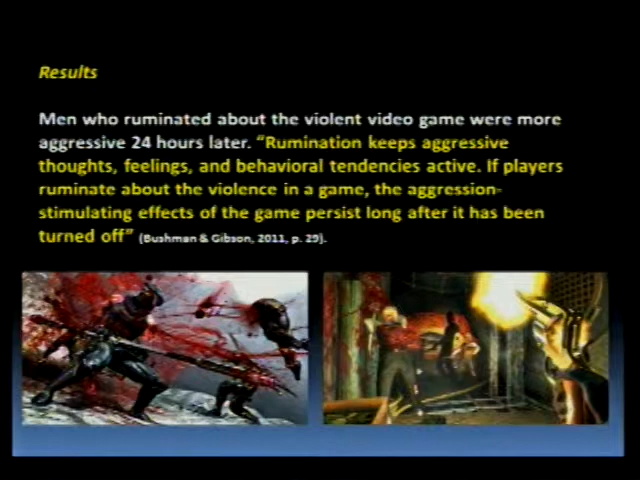 Results
Men who ruminated about the violent video game were more
aggressive 24 hours later. “Rumination keeps aggressive
thoughts, feelings, and behavioral tendencies active. If players
ruminate about the violence in a game, the aggression-
stimulating effects of the game persist long after it has been
turned off” (Bushman & Gibson, 2011, p. 29).